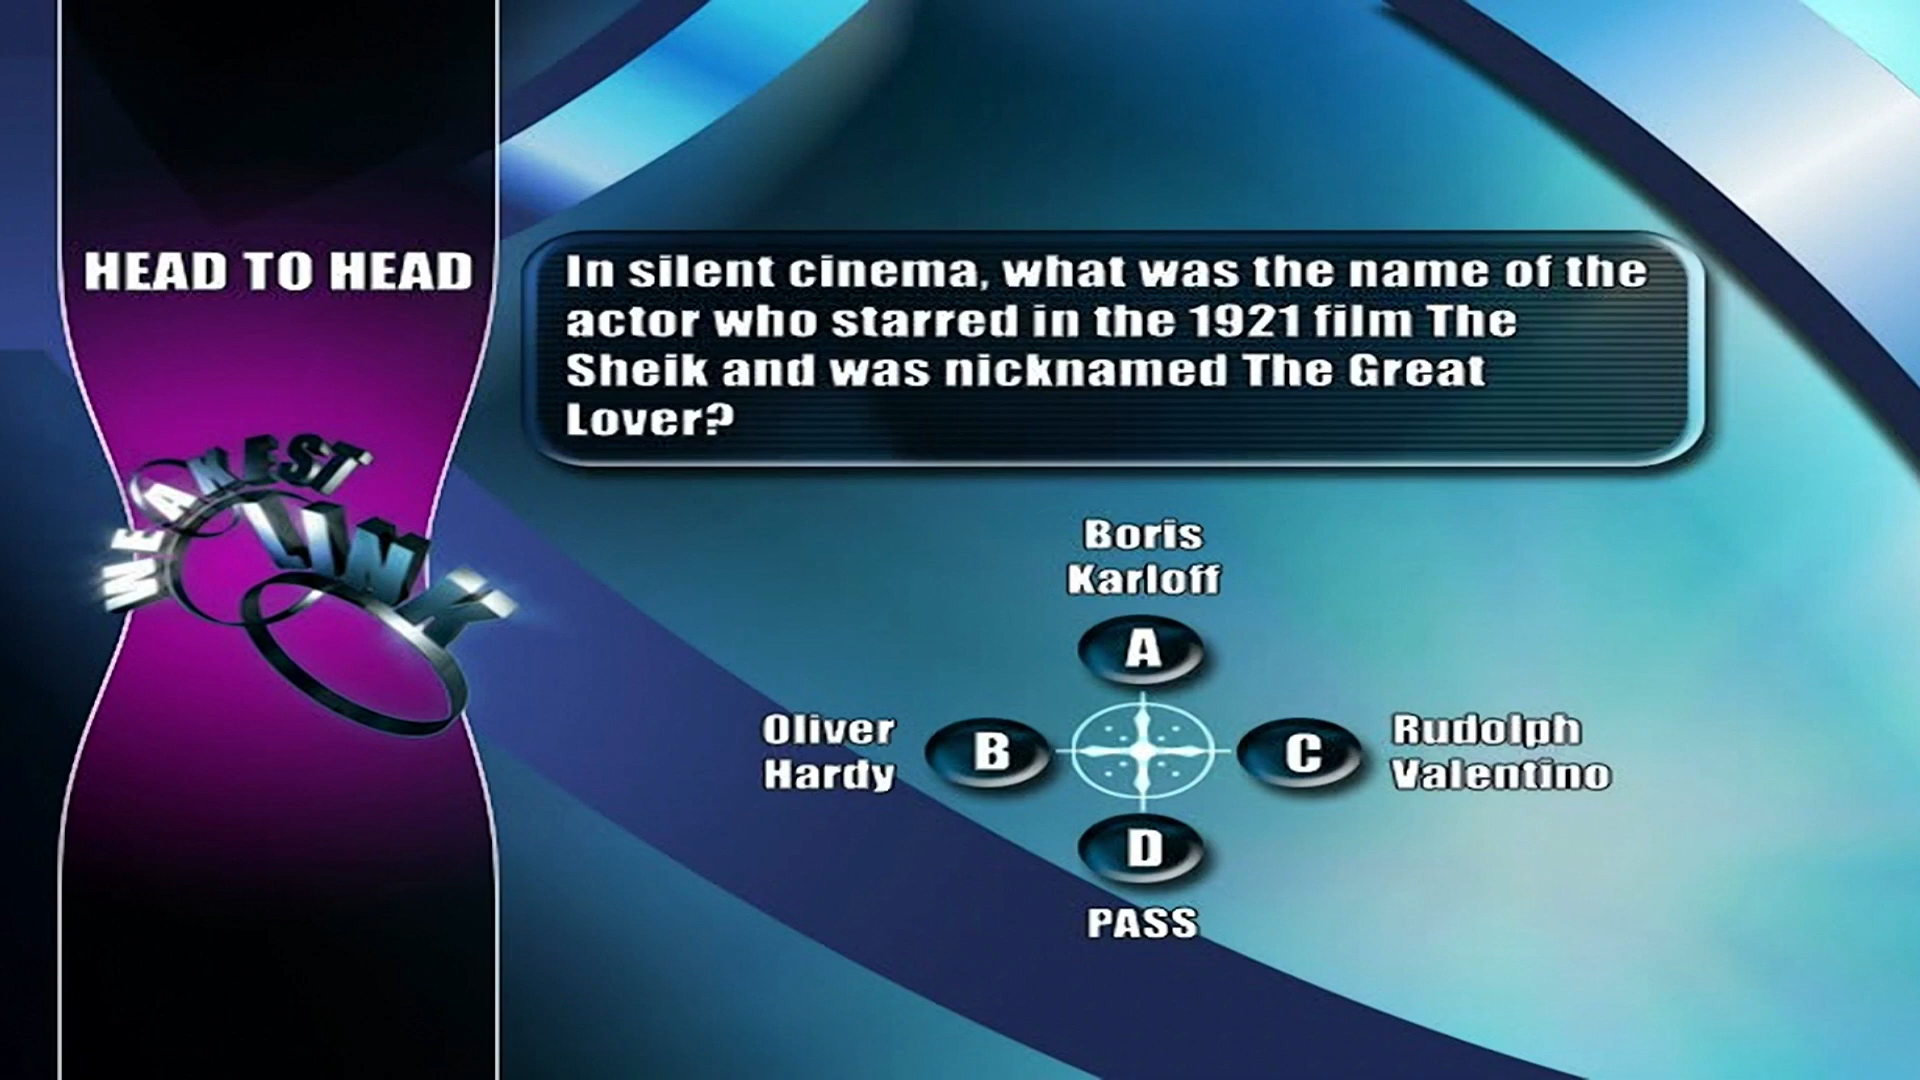 HEAD TO HEAD
In silent cinema, what was the name of the
actor who starred in the 1921 film The
Sheik and was nicknamed The Great
Lover?
WEAKEST
LINK
Boris
Karloff
A
Oliver
Hardy
B
C
Rudolph
Valentino
D
PASS